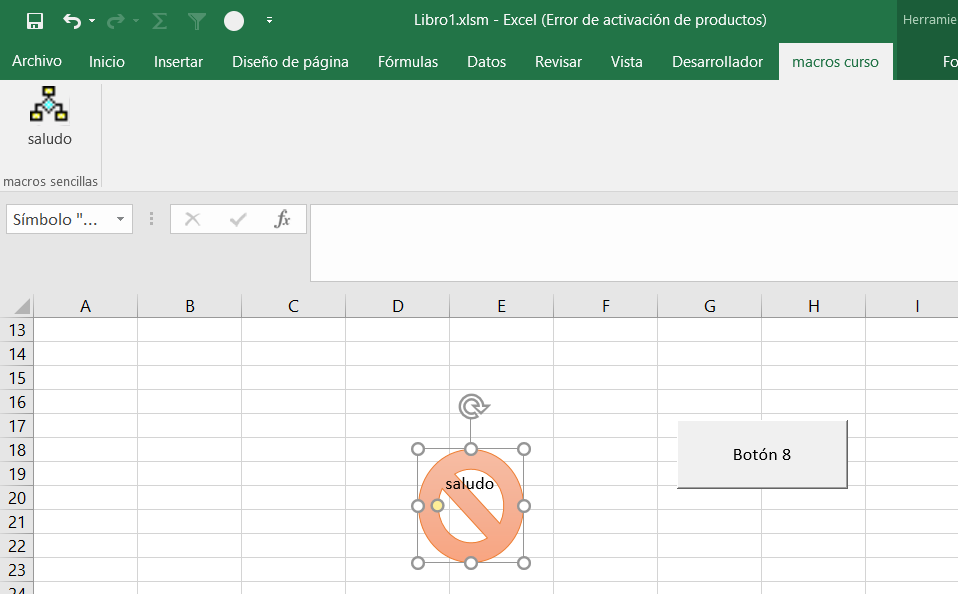 Libro1.xlsm - Excel (Error de activación de productos)
Herramie
Archivo Inicio Insertar Diseño de página Fórmulas Datos Revisar Vista Desarrollador macros curso Fo
saludo
macros sencillas
Símbolo "... fx
A B C D E F G H I
13
14
15
16
17
18
19
20
21
22
23
24
saludo
Botón 8